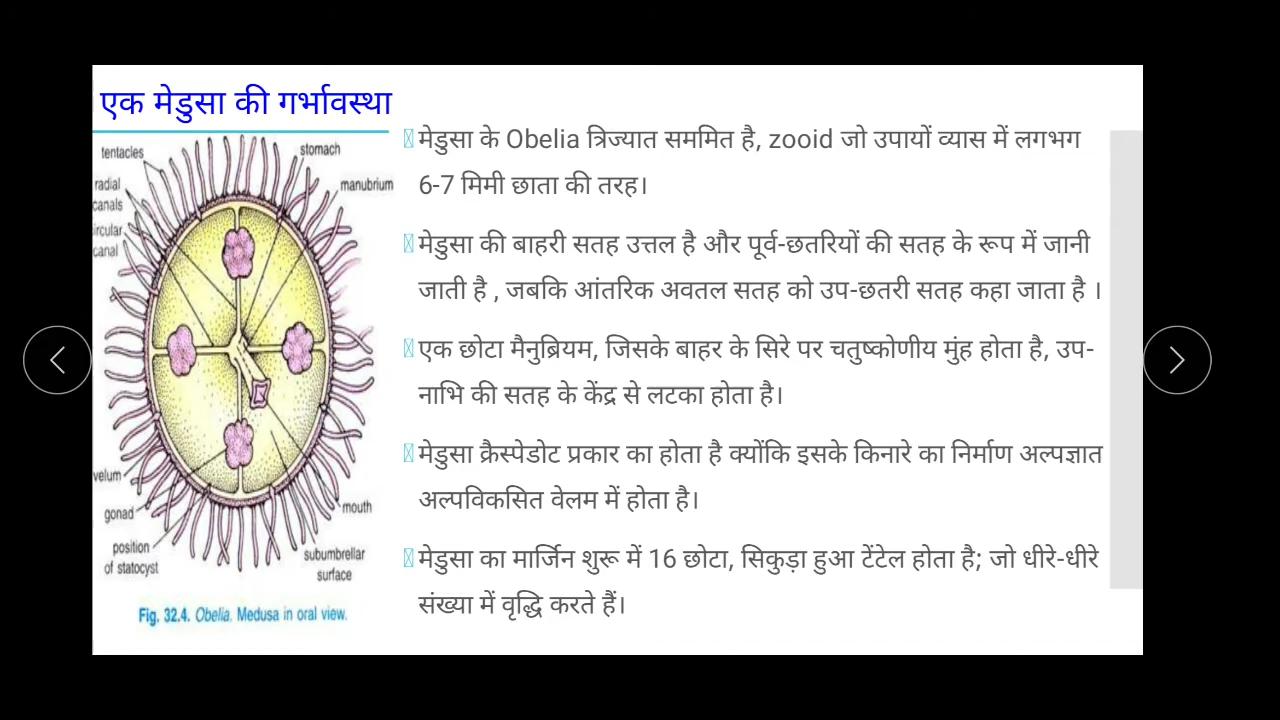 एक मेडुसा की गर्भावस्था
tentacles
stomach
radial
canals
manubrium
ircular
canal
velum
gonad
mouth
position
of statocyst
subumbrellar
surface
Fig. 32.4. Obelia. Medusa in oral view.
मेडुसा के Obelia त्रिज्यात सममित है, zooid जो उपायों व्यास में लगभग
6-7 मिमी छाता की तरह।
मेडुसा की बाहरी सतह उत्तल है और पूर्व-छतरियों की सतह के रूप में जानी
जाती है , जबकि आंतरिक अवतल सतह को उप-छतरी सतह कहा जाता है ।
एक छोटा मैनुब्रियम, जिसके बाहर के सिरे पर चतुष्कोणीय मुंह होता है, उप-
नाभि की सतह के केंद्र से लटका होता है।
मेडुसा क्रैस्पेडोट प्रकार का होता है क्योंकि इसके किनारे का निर्माण अल्पज्ञात
अल्पविकसित वेलम में होता है।
मेडुसा का मार्जिन शुरू में 16 छोटा, सिकुड़ा हुआ टेंटेल होता है; जो धीरे-धीरे
संख्या में वृद्धि करते हैं।